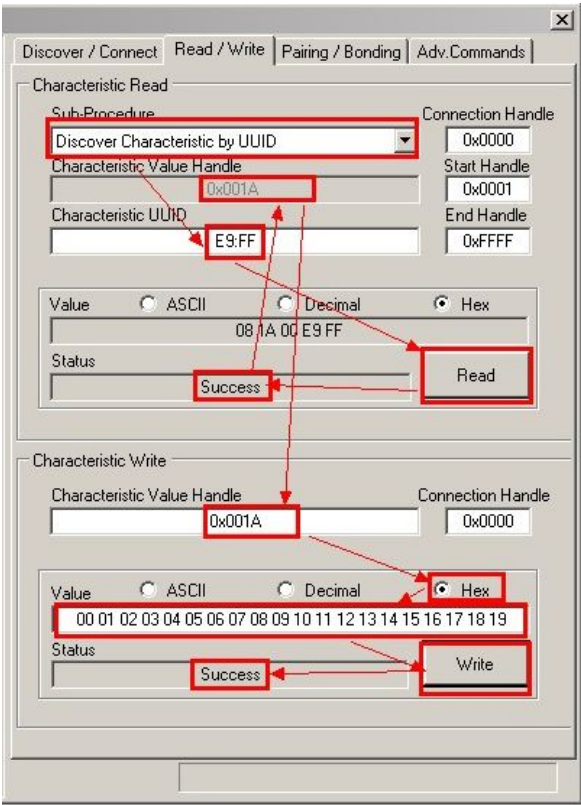 Discover / Connect Read / Write Pairing / Bonding Adv.Commands
Characteristic Read
Sub-Procedure Connection Handle
Discover Characteristic by UUID 0x0000
Characteristic Value Handle Start Handle
0x001A 0x0001
Characteristic UUID End Handle
E9:FF 0xFFFF
Value ASCII Decimal Hex
08 1A 00 E9 FF
Status
Success Read
Characteristic Write
Characteristic Value Handle Connection Handle
0x001A 0x0000
Value ASCII Decimal Hex
00 01 02 03 04 05 06 07 08 09 10 11 12 13 14 15 16 17 18 19
Status
Success Write